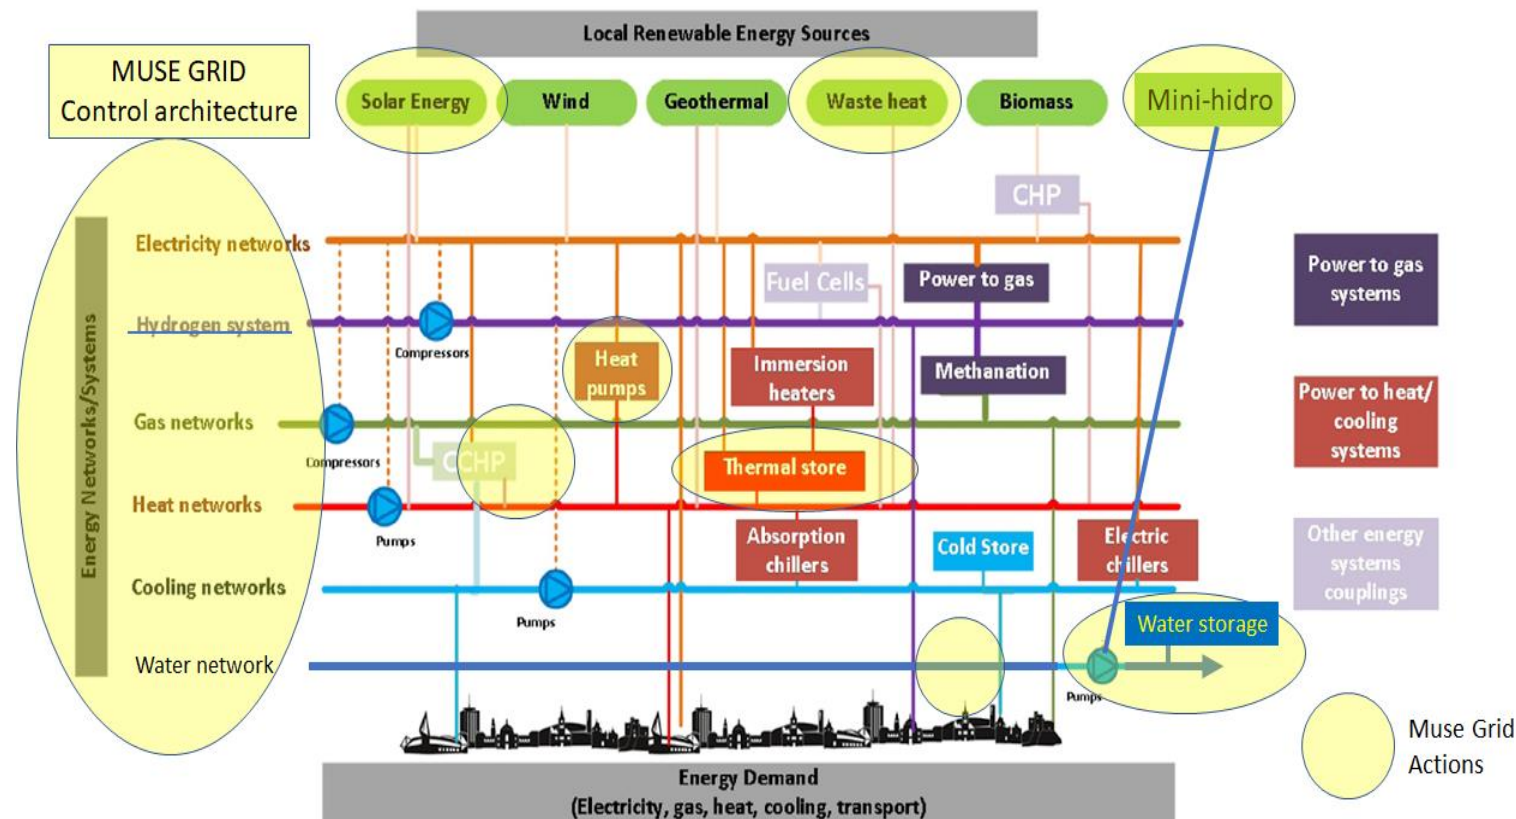 Local Renewable Energy Sources
MUSE GRID
Control architecture
Solar Energy
Wind
Geothermal
Waste heat
Biomass
Mini-hidro
CHP
Electricity networks
Fuel Cells
Power to gas
Power to gas
systems
Hydrogen system
Compressors
Heat
pumps
Immersion
heaters
Methanation
Power to heat/
cooling
systems
Gas networks
Compressors
CCHP
Thermal store
Heat networks
Pumps
Absorption
chillers
Cold Store
Electric
chillers
Other energy
systems
couplings
Cooling networks
Pumps
Water storage
Water network
Pumps
Energy Networks/Systems
Muse Grid
Actions
Energy Demand
(Electricity, gas, heat, cooling, transport)